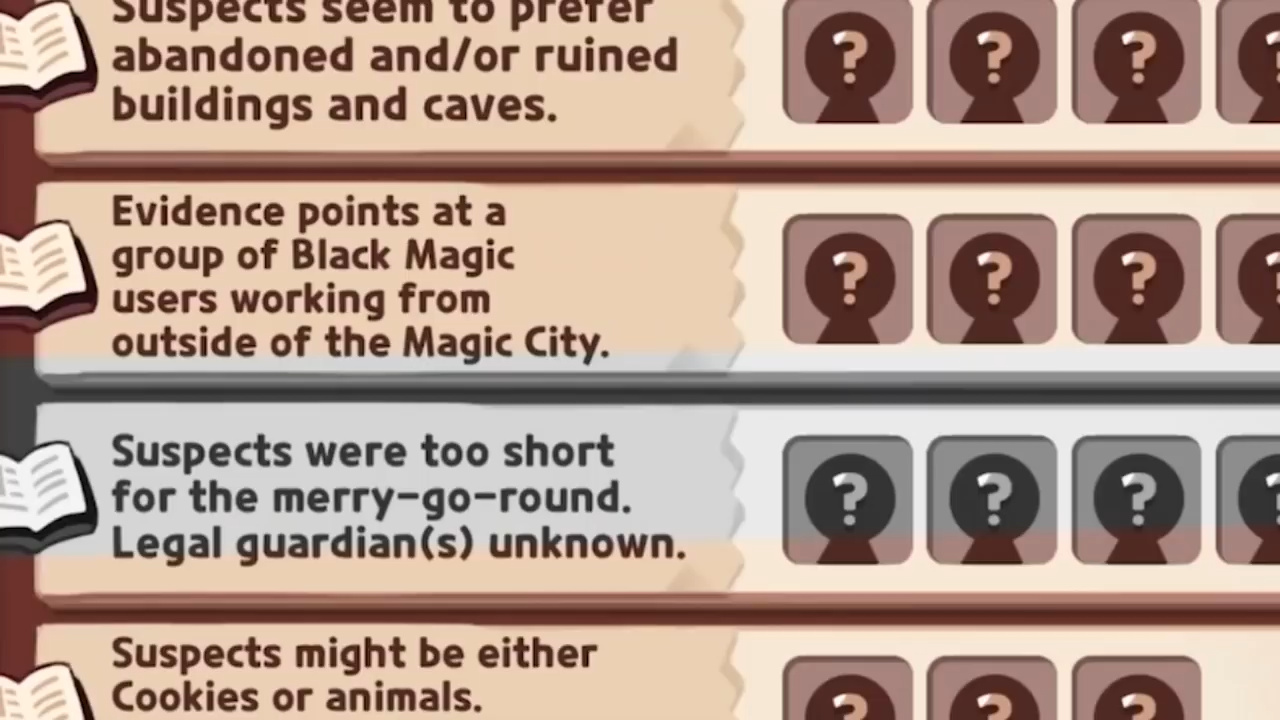 Suspects seem to prefer
abandoned and/or ruined
buildings and caves.
? ? ? ?
Evidence points at a
group of Black Magic
users working from
outside of the Magic City.
? ? ? ?
Suspects were too short
for the merry-go-round.
Legal guardian(s) unknown.
? ? ? ?
Suspects might be either
Cookies or animals.
? ? ?